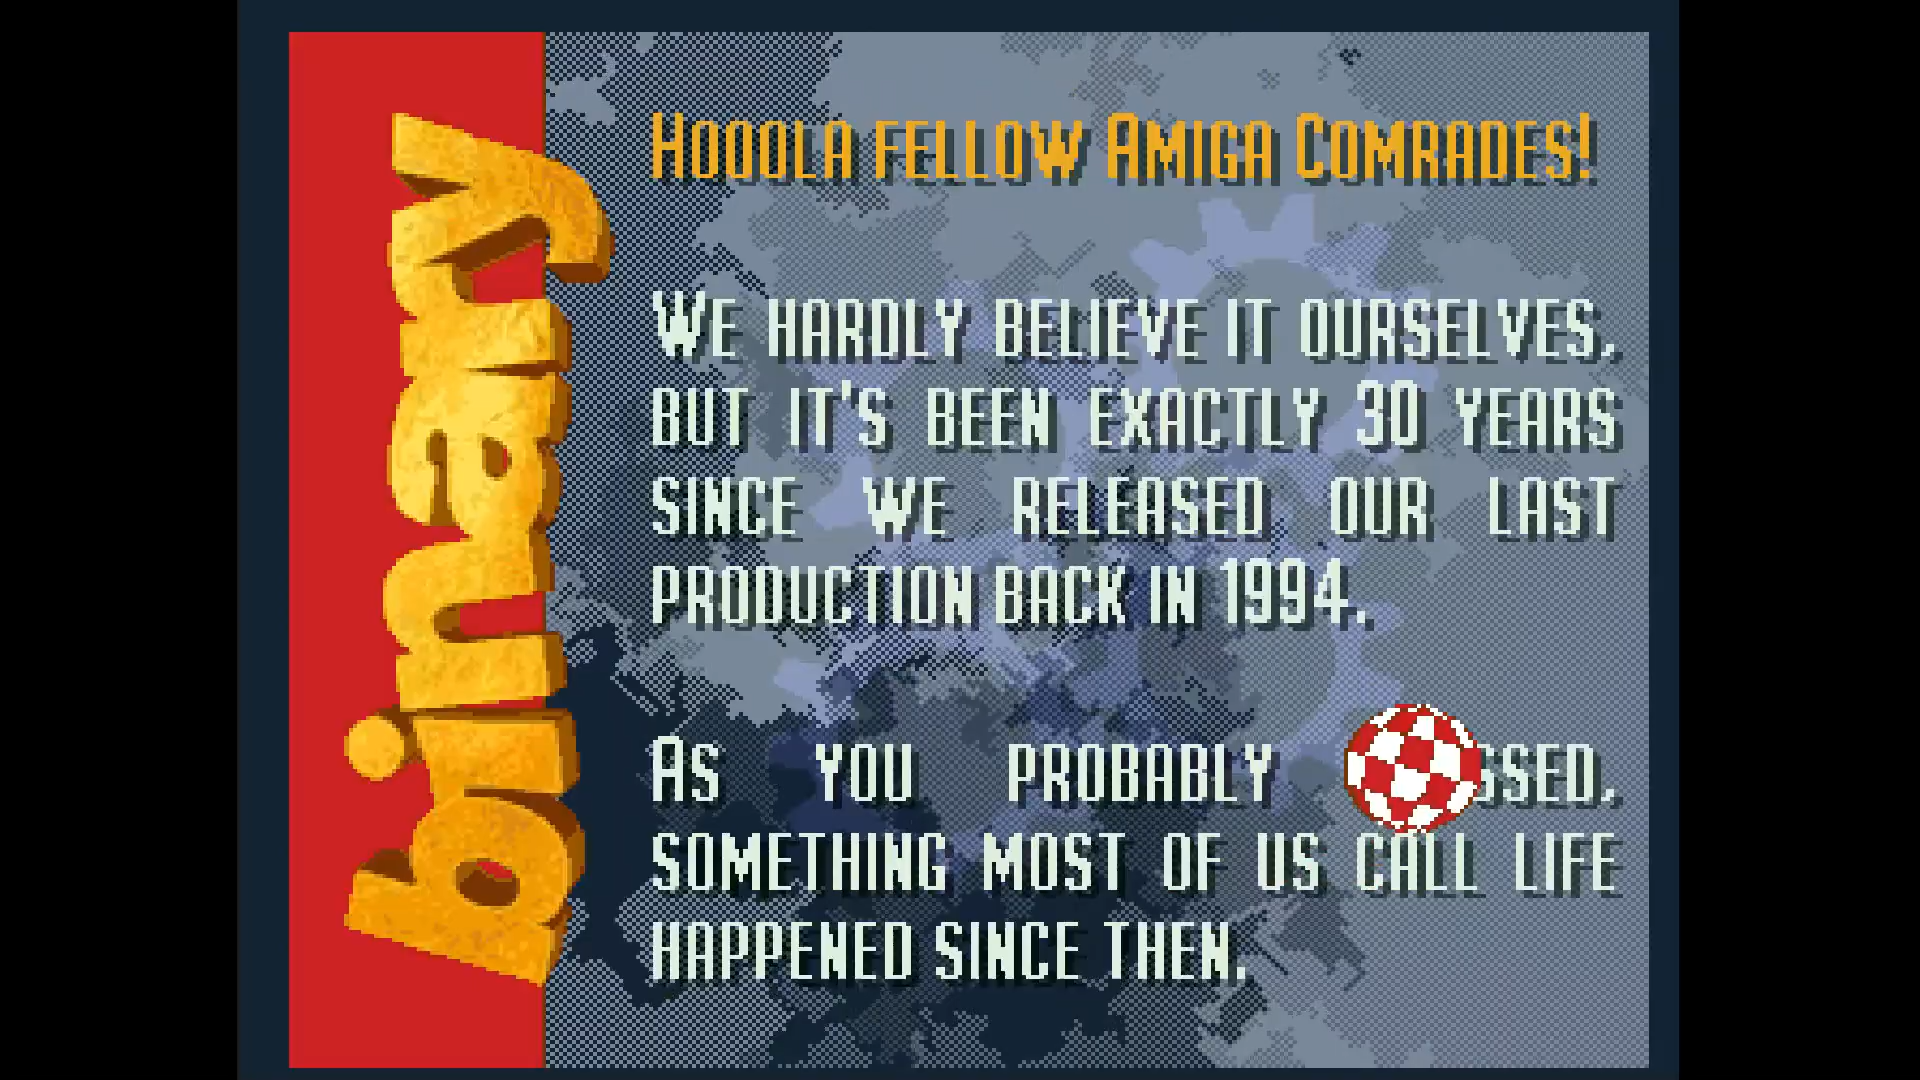 binary
Hooola fellow Amiga Comrades!
We hardly believe it ourselves,
but it's been exactly 30 years
since we released our last
production back in 1994.
As you probably
something most of us call life
happened since then.